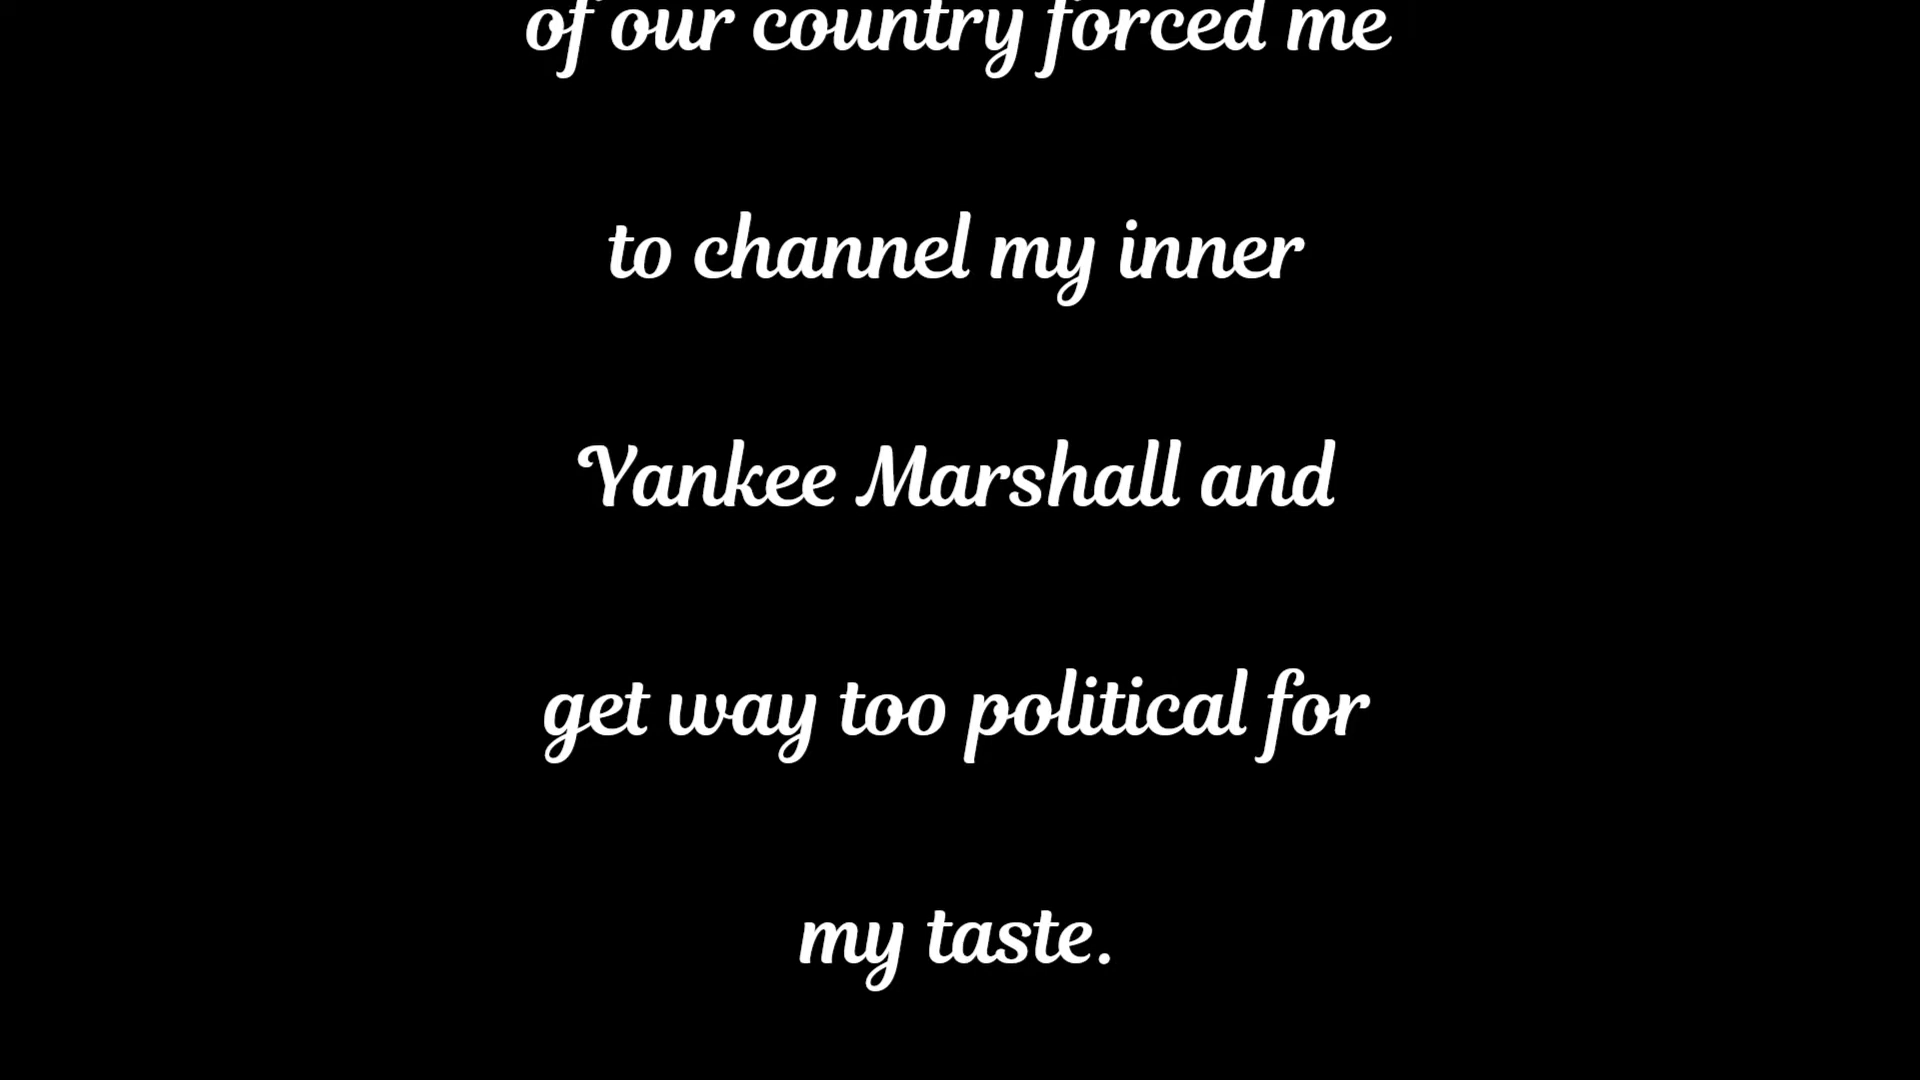 of our country forced me
to channel my inner
Yankee Marshall and
get way too political for
my taste.